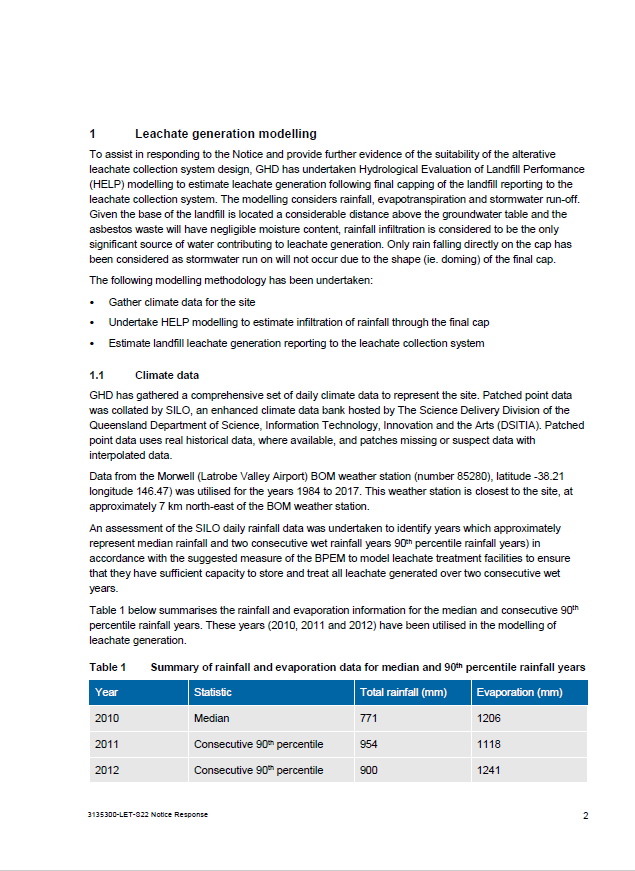 1 Leachate generation modelling
To assist in responding to the Notice and provide further evidence of the suitability of the alterative
leachate collection system design, GHD has undertaken Hydrological Evaluation of Landfill Performance
(HELP) modelling to estimate leachate generation following final capping of the landfill reporting to the
leachate collection system. The modelling considers rainfall, evapotranspiration and stormwater run-off.
Given the base of the landfill is located a considerable distance above the groundwater table and the
asbestos waste will have negligible moisture content, rainfall infiltration is considered to be the only
significant source of water contributing to leachate generation. Only rain falling directly on the cap has
been considered as stormwater run on will not occur due to the shape (ie. doming) of the final cap.
The following modelling methodology has been undertaken:
• Gather climate data for the site
• Undertake HELP modelling to estimate infiltration of rainfall through the final cap
• Estimate landfill leachate generation reporting to the leachate collection system
1.1 Climate data
GHD has gathered a comprehensive set of daily climate data to represent the site. Patched point data
was collated by SILO, an enhanced climate data bank hosted by The Science Delivery Division of the
Queensland Department of Science, Information Technology, Innovation and the Arts (DSITIA). Patched
point data uses real historical data, where available, and patches missing or suspect data with
interpolated data.
Data from the Morwell (Latrobe Valley Airport) BOM weather station (number 85280), latitude -38.21
longitude 146.47) was utilised for the years 1984 to 2017. This weather station is closest to the site, at
approximately 7 km north-east of the BOM weather station.
An assessment of the SILO daily rainfall data was undertaken to identify years which approximately
represent median rainfall and two consecutive wet rainfall years 90th percentile rainfall years) in
accordance with the suggested measure of the BPEM to model leachate treatment facilities to ensure
that they have sufficient capacity to store and treat all leachate generated over two consecutive wet
years.
Table 1 below summarises the rainfall and evaporation information for the median and consecutive 90th
percentile rainfall years. These years (2010, 2011 and 2012) have been utilised in the modelling of
leachate generation.
Table 1 Summary of rainfall and evaporation data for median and 90th percentile rainfall years
Year Statistic Total rainfall (mm) Evaporation (mm)
2010 Median 771 1206
2011 Consecutive 90th percentile 954 1118
2012 Consecutive 90th percentile 900 1241
3135300-LET-S22 Notice Response 2